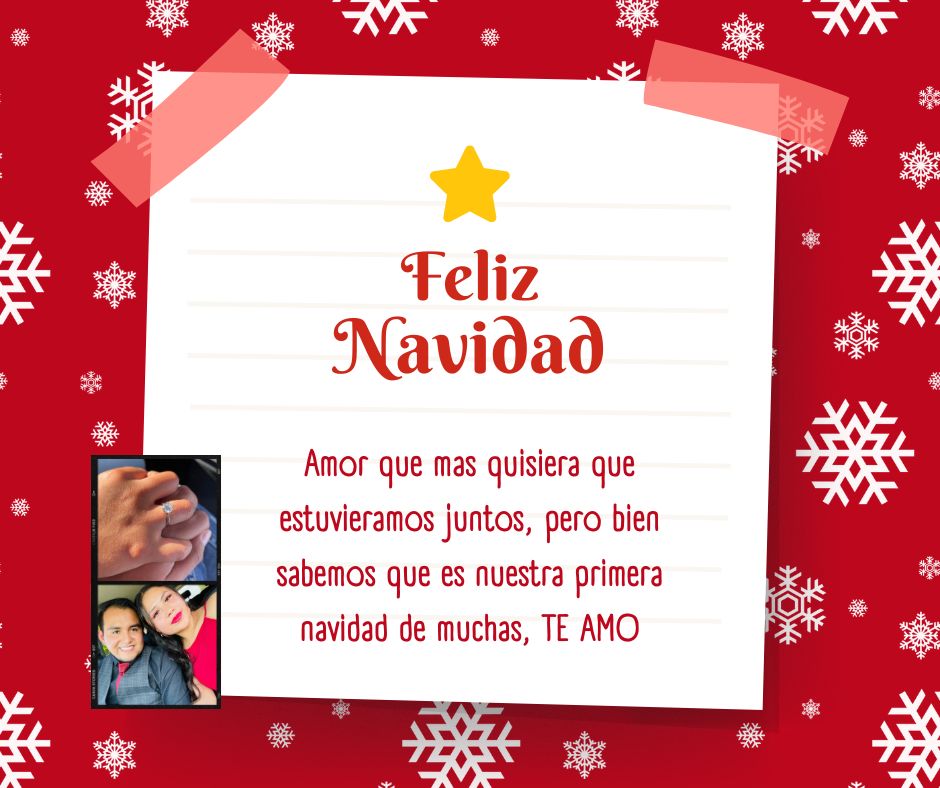 Feliz
Navidad
Amor que mas quisiera que
estuvieramos juntos, pero bien
sabemos que es nuestra primera
navidad de muchas, TE AMO